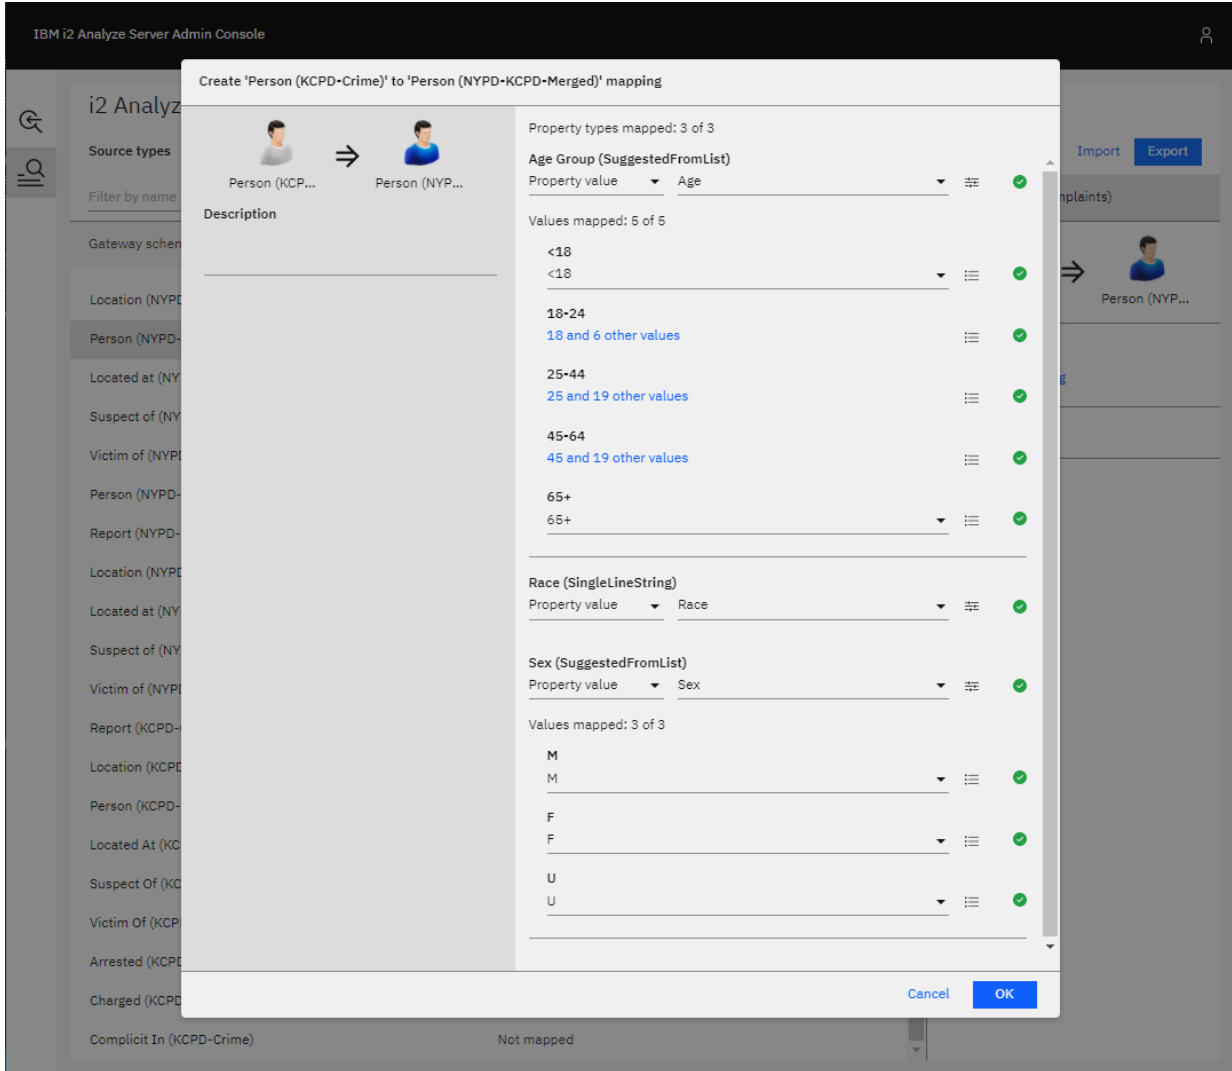 IBM i2 Analyze Server Admin Console
Create 'Person (KCPD-Crime)' to 'Person (NYPD-KCPD-Merged)' mapping
i2 Analyz
Source types
Import
Export
Filter by name
nplaints)
Gateway schen
Person (NYP...
Location (NYPD
Person (NYPD-
Located at (NY
g
Suspect of (NY
Victim of (NYPD
Person (NYPD-
Report (NYPD-
Location (NYPD
Located at (NY
Suspect of (NY
Victim of (NYPD
Report (KCPD-
Location (KCPD
Person (KCPD-
Located At (KC
Suspect Of (KC
Victim Of (KCP
Arrested (KCPD
Charged (KCPD
Complicit In (KCPD-Crime) Not mapped
Person (KCP...
Person (NYP...
Description
Property types mapped: 3 of 3
Age Group (SuggestedFromList)
Property value Age
Values mapped: 5 of 5
<18
<18
18-24
18 and 6 other values
25-44
25 and 19 other values
45-64
45 and 19 other values
65+
65+
Race (SingleLineString)
Property value Race
Sex (SuggestedFromList)
Property value Sex
Values mapped: 3 of 3
M
M
F
F
U
U
Cancel
OK